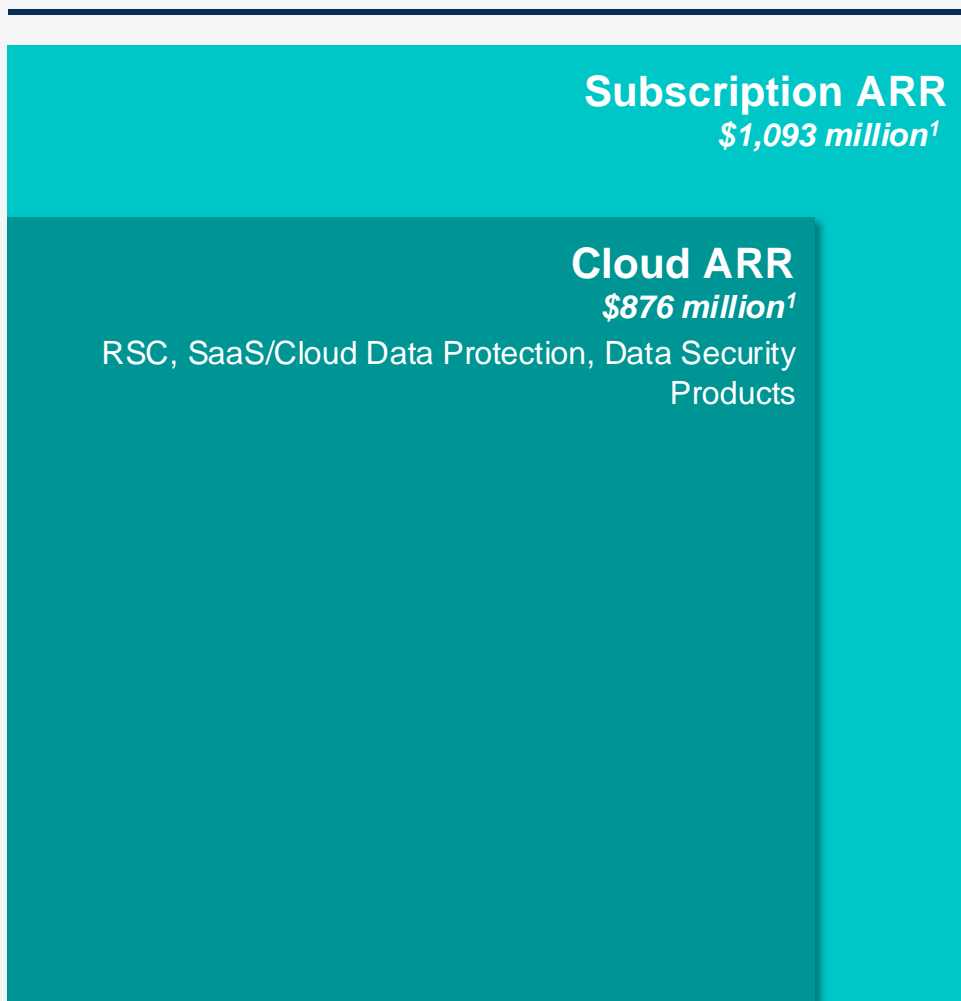 Subscription ARR
$1,093 million¹
Cloud ARR
$876 million¹
RSC, SaaS/Cloud Data Protection, Data Security
Products